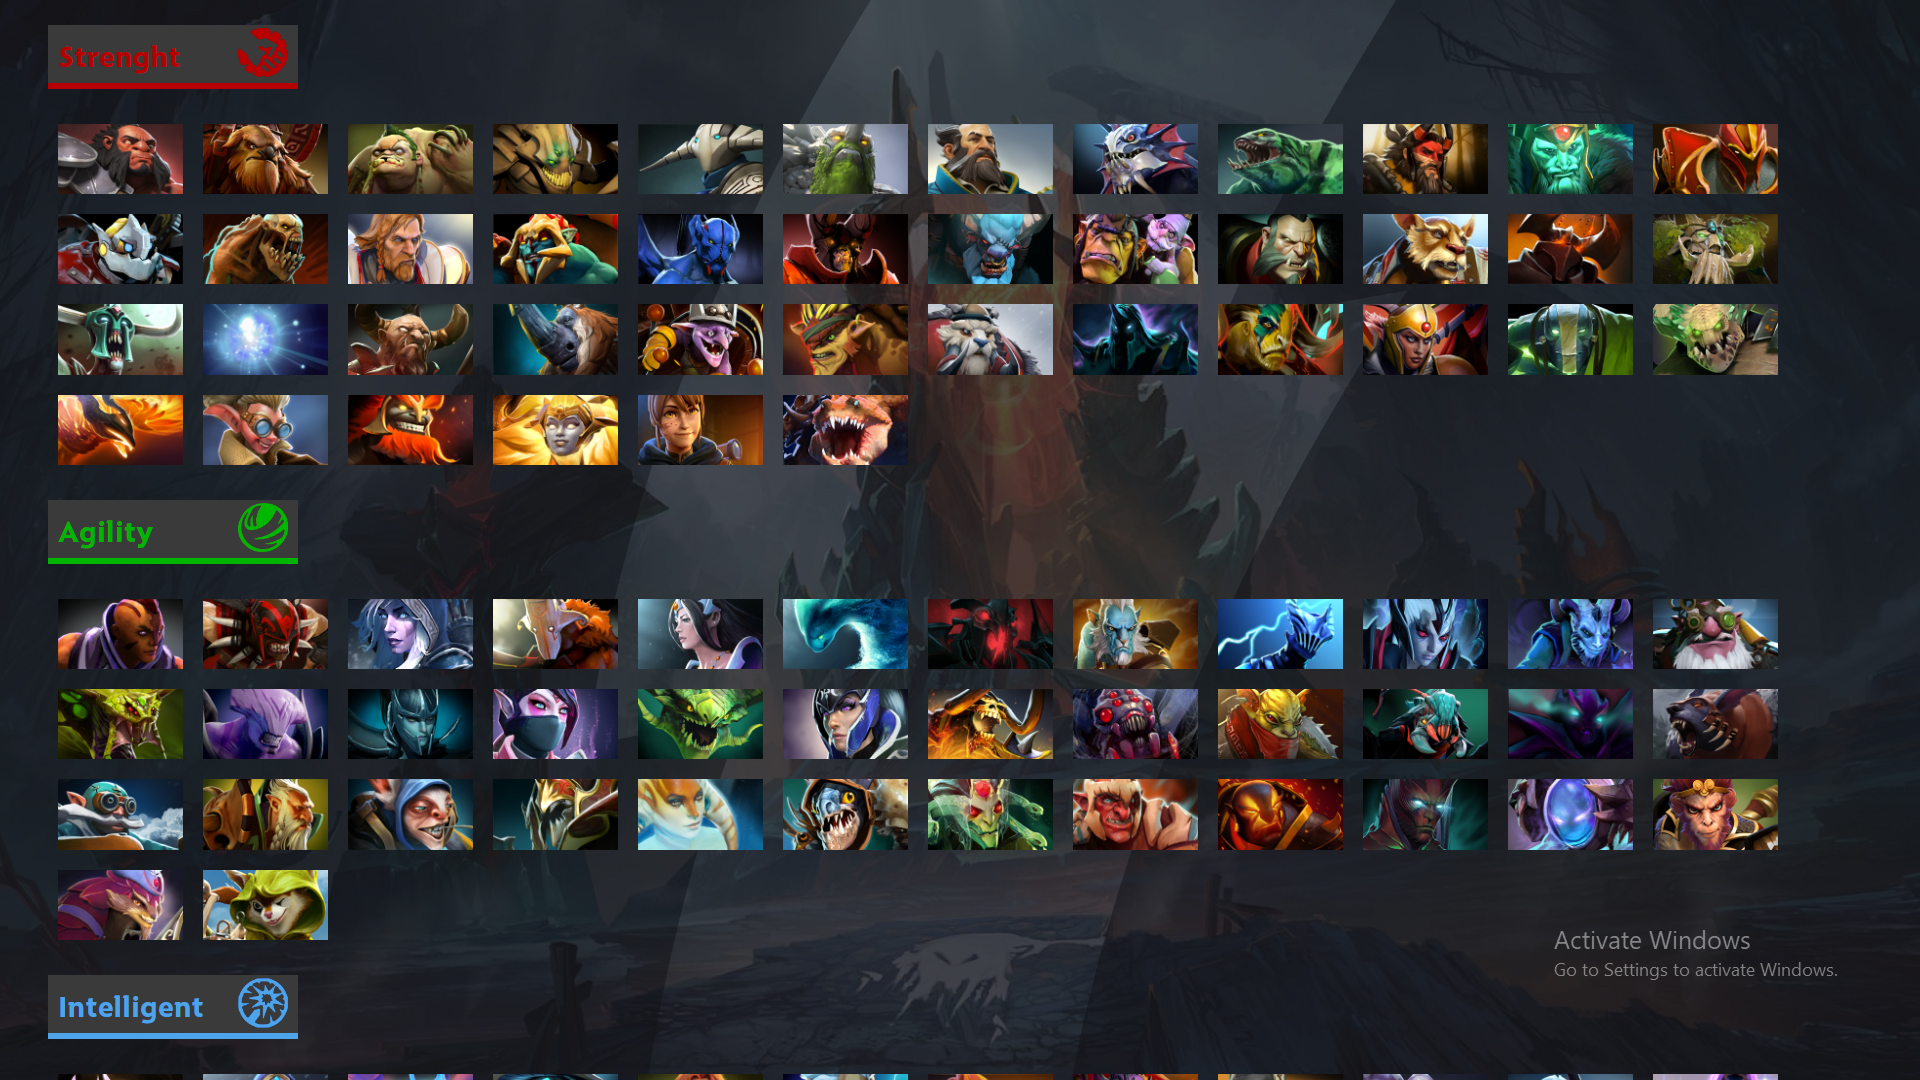 Strenght
Agility
Activate Windows
Go to Settings to activate Windows.
Intelligent